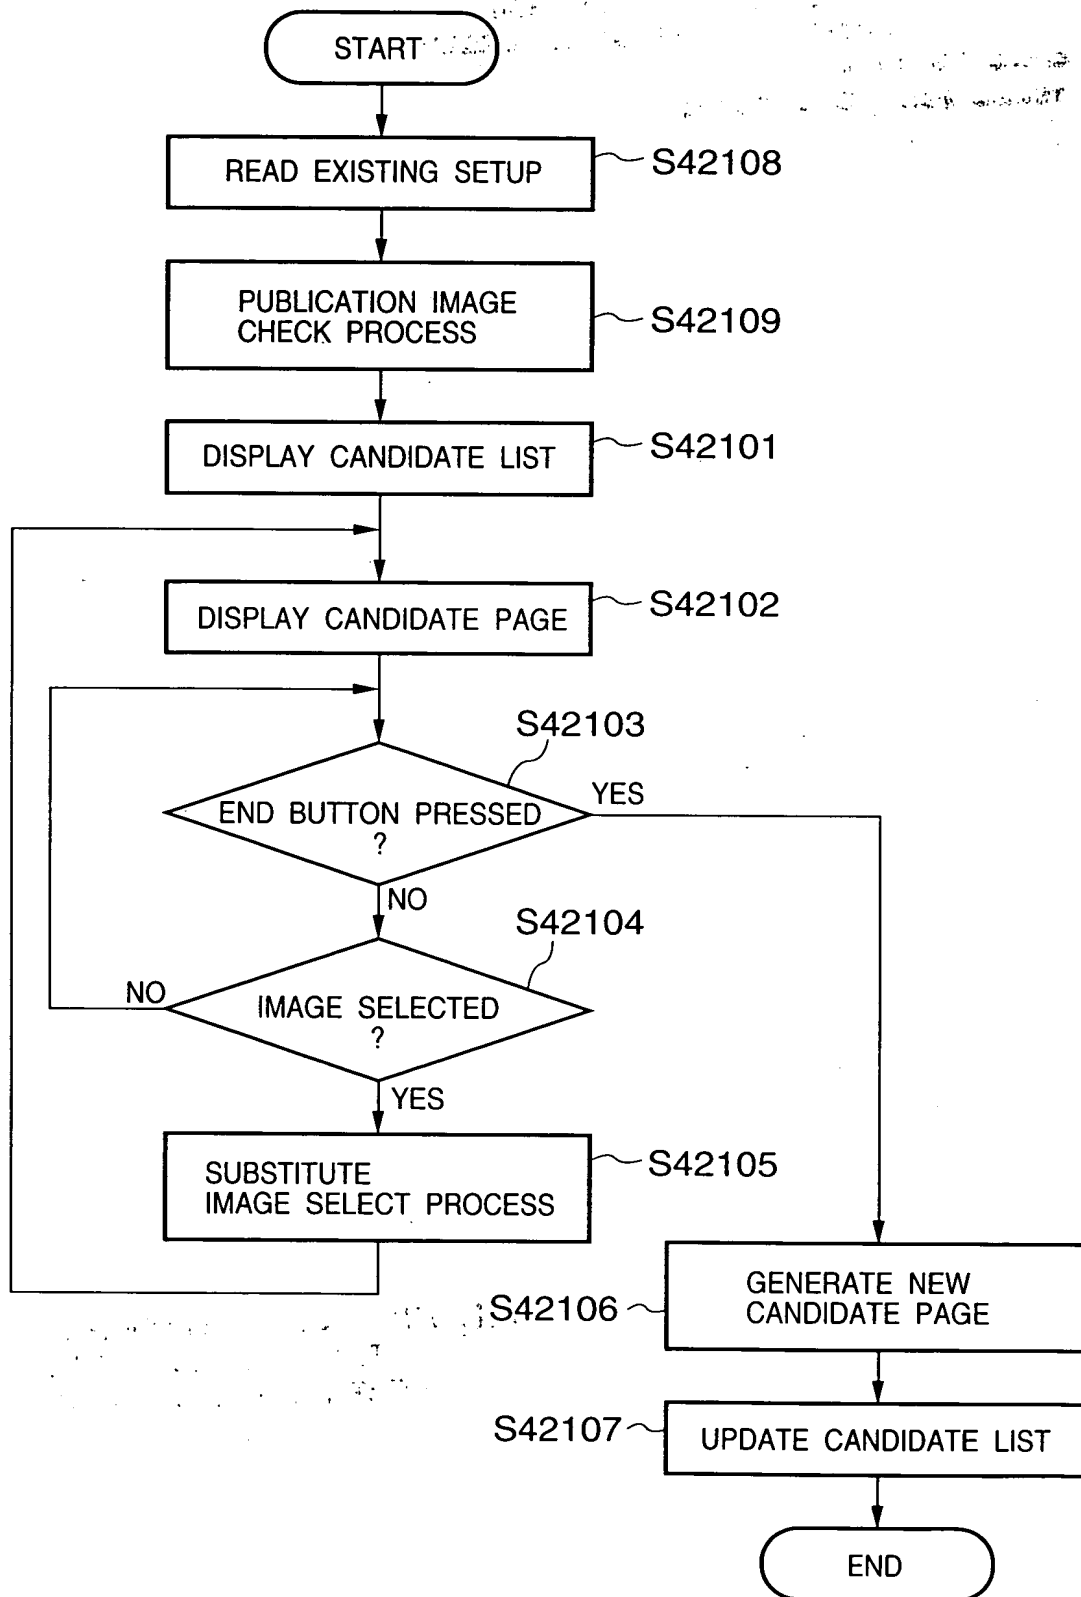 START
READ EXISTING SETUP
S42108
PUBLICATION IMAGE
CHECK PROCESS
S42109
DISPLAY CANDIDATE LIST
S42101
DISPLAY CANDIDATE PAGE
S42102
S42103
END BUTTON PRESSED
?
YES
NO
S42104
IMAGE SELECTED
?
NO
YES
SUBSTITUTE
IMAGE SELECT PROCESS
S42105
GENERATE NEW
CANDIDATE PAGE
S42106
UPDATE CANDIDATE LIST
S42107
END